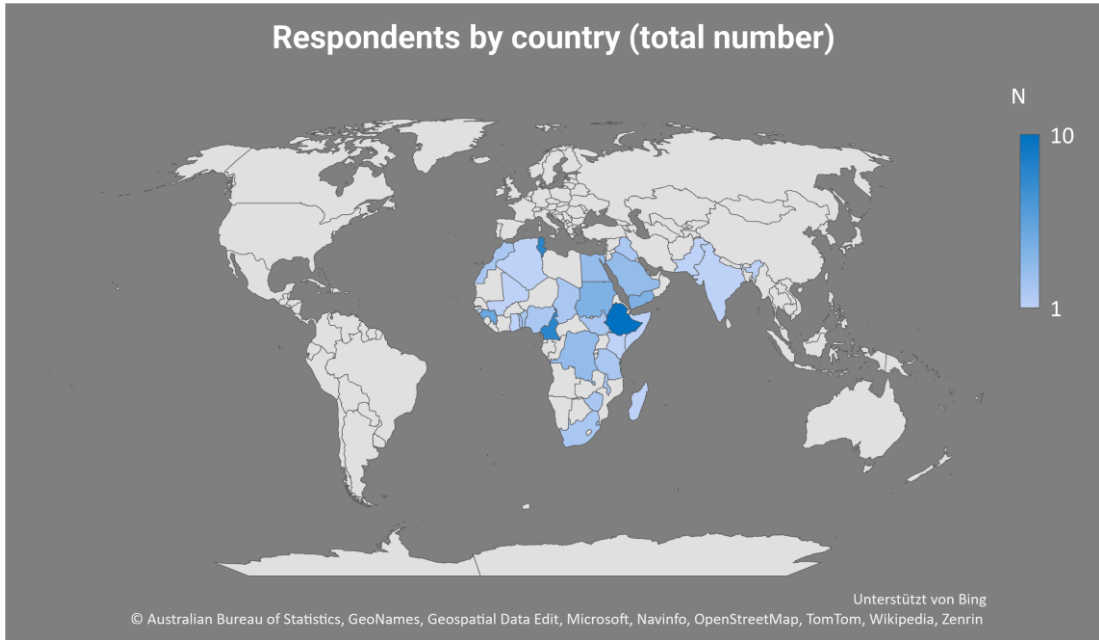 Respondents by country (total number)
N
10
1
Unterstützt von Bing
© Australian Bureau of Statistics, GeoNames, Geospatial Data Edit, Microsoft, Navinfo, OpenStreetMap, TomTom, Wikipedia, Zenrin